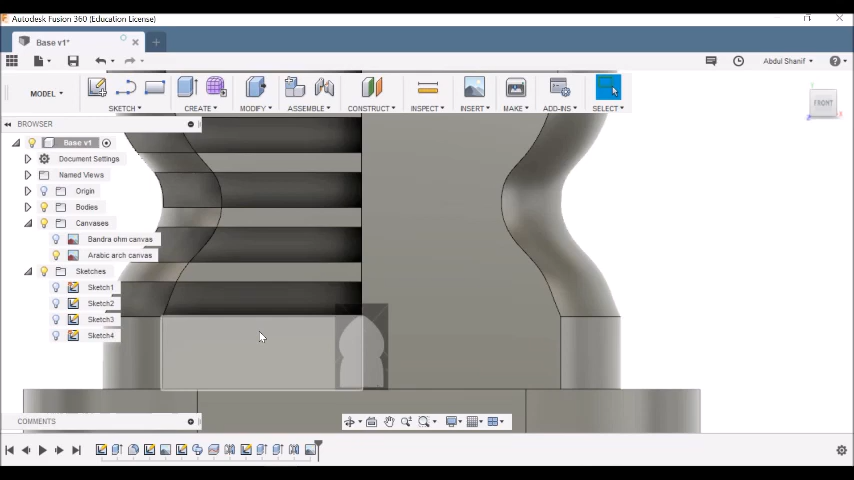 Autodesk Fusion 360 (Education License)
Base v1*
Abdul Shanif
MODEL
SKETCH
CREATE
MODIFY
ASSEMBLE
CONSTRUCT
INSPECT
INSERT
MAKE
ADD-INS
SELECT
FRONT
BROWSER
Base v1
Document Settings
Named Views
Origin
Bodies
Canvases
Bandra ohm canvas
Arabic arch canvas
Sketches
Sketch1
Sketch2
Sketch3
Sketch4
COMMENTS